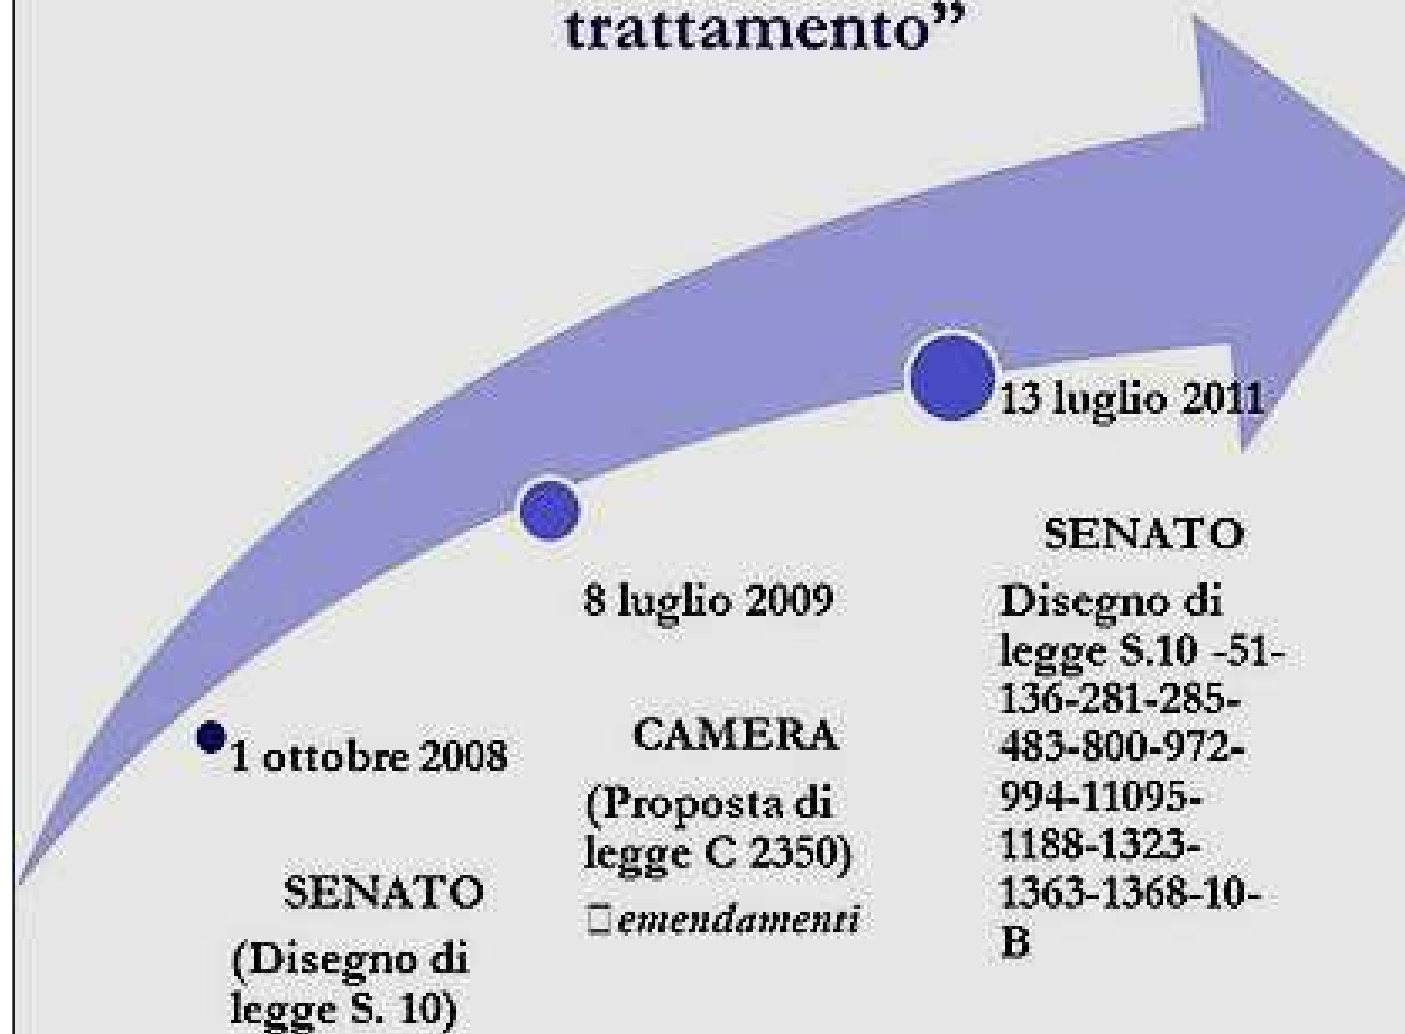 trattamento”
1 ottobre 2008
SENATO
(Disegno di
legge S. 10)
8 luglio 2009
CAMERA
(Proposta di
legge C 2350)
emendamenti
13 luglio 2011
SENATO
Disegno di
legge S.10 -51-
136-281-285-
483-800-972-
994-11095-
1188-1323-
1363-1368-10-
B